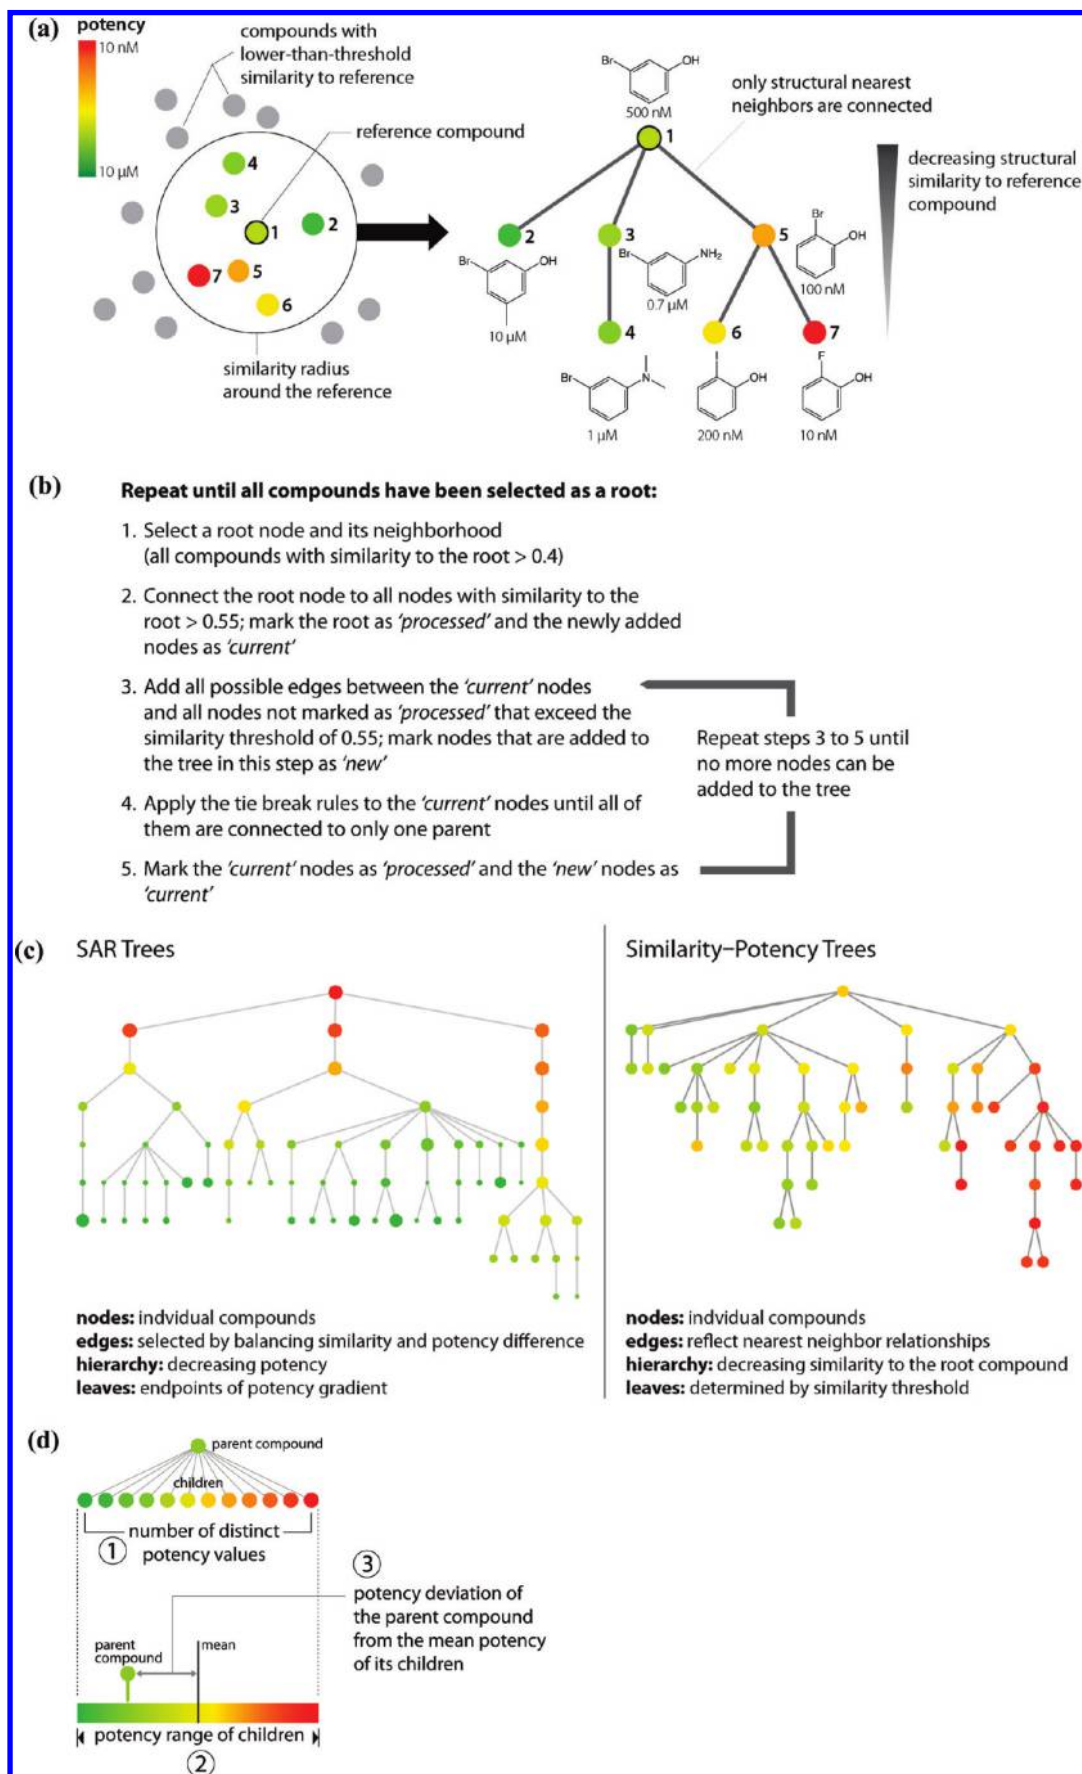 (a)
potency
10 nM
10 µM
compounds with
lower-than-threshold
similarity to reference
reference compound
4
3
1
2
7
5
6
similarity radius
around the reference
Br
OH
500 nM
1
only structural nearest
neighbors are connected
decreasing structural
similarity to reference
compound
2
Br
OH
10 µM
3
Br
NH2
0.7 µM
5
Br
OH
100 nM
4
Br
N
1 µM
6
I
OH
200 nM
7
F
OH
10 nM
(b)
Repeat until all compounds have been selected as a root:
1. Select a root node and its neighborhood
(all compounds with similarity to the root > 0.4)
2. Connect the root node to all nodes with similarity to the
root > 0.55; mark the root as 'processed' and the newly added
nodes as 'current'
3. Add all possible edges between the 'current' nodes
and all nodes not marked as 'processed' that exceed the
similarity threshold of 0.55; mark nodes that are added to
the tree in this step as 'new'
4. Apply the tie break rules to the 'current' nodes until all of
them are connected to only one parent
5. Mark the 'current' nodes as 'processed' and the 'new' nodes as
'current'
Repeat steps 3 to 5 until
no more nodes can be
added to the tree
(c)
SAR Trees
nodes: indvidual compounds
edges: selected by balancing similarity and potency difference
hierarchy: decreasing potency
leaves: endpoints of potency gradient
Similarity–Potency Trees
nodes: indvidual compounds
edges: reflect nearest neighbor relationships
hierarchy: decreasing similarity to the root compound
leaves: determined by similarity threshold
(d)
parent compound
children
1
number of distinct
potency values
3
potency deviation of
the parent compound
from the mean potency
of its children
parent
compound
mean
potency range of children
2